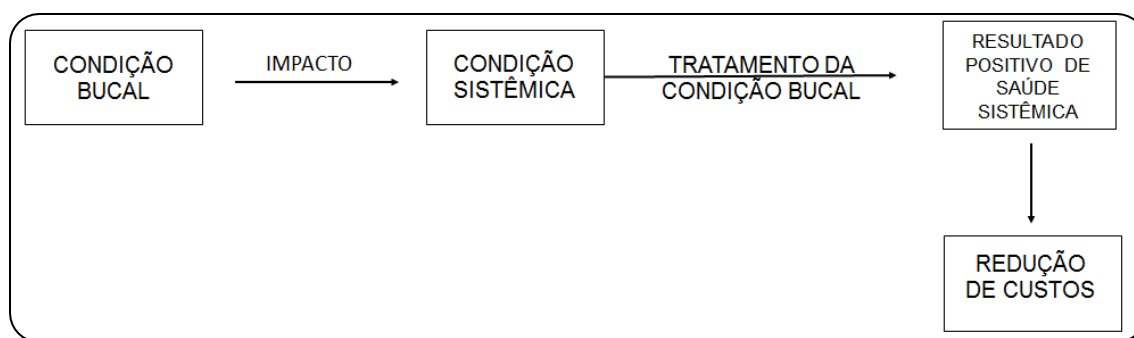 CONDIÇÃO
BUCAL
IMPACTO
CONDIÇÃO
SISTÊMICA
TRATAMENTO DA
CONDIÇÃO BUCAL
RESULTADO
POSITIVO DE
SAÚDE
SISTÊMICA
REDUÇÃO
DE CUSTOS